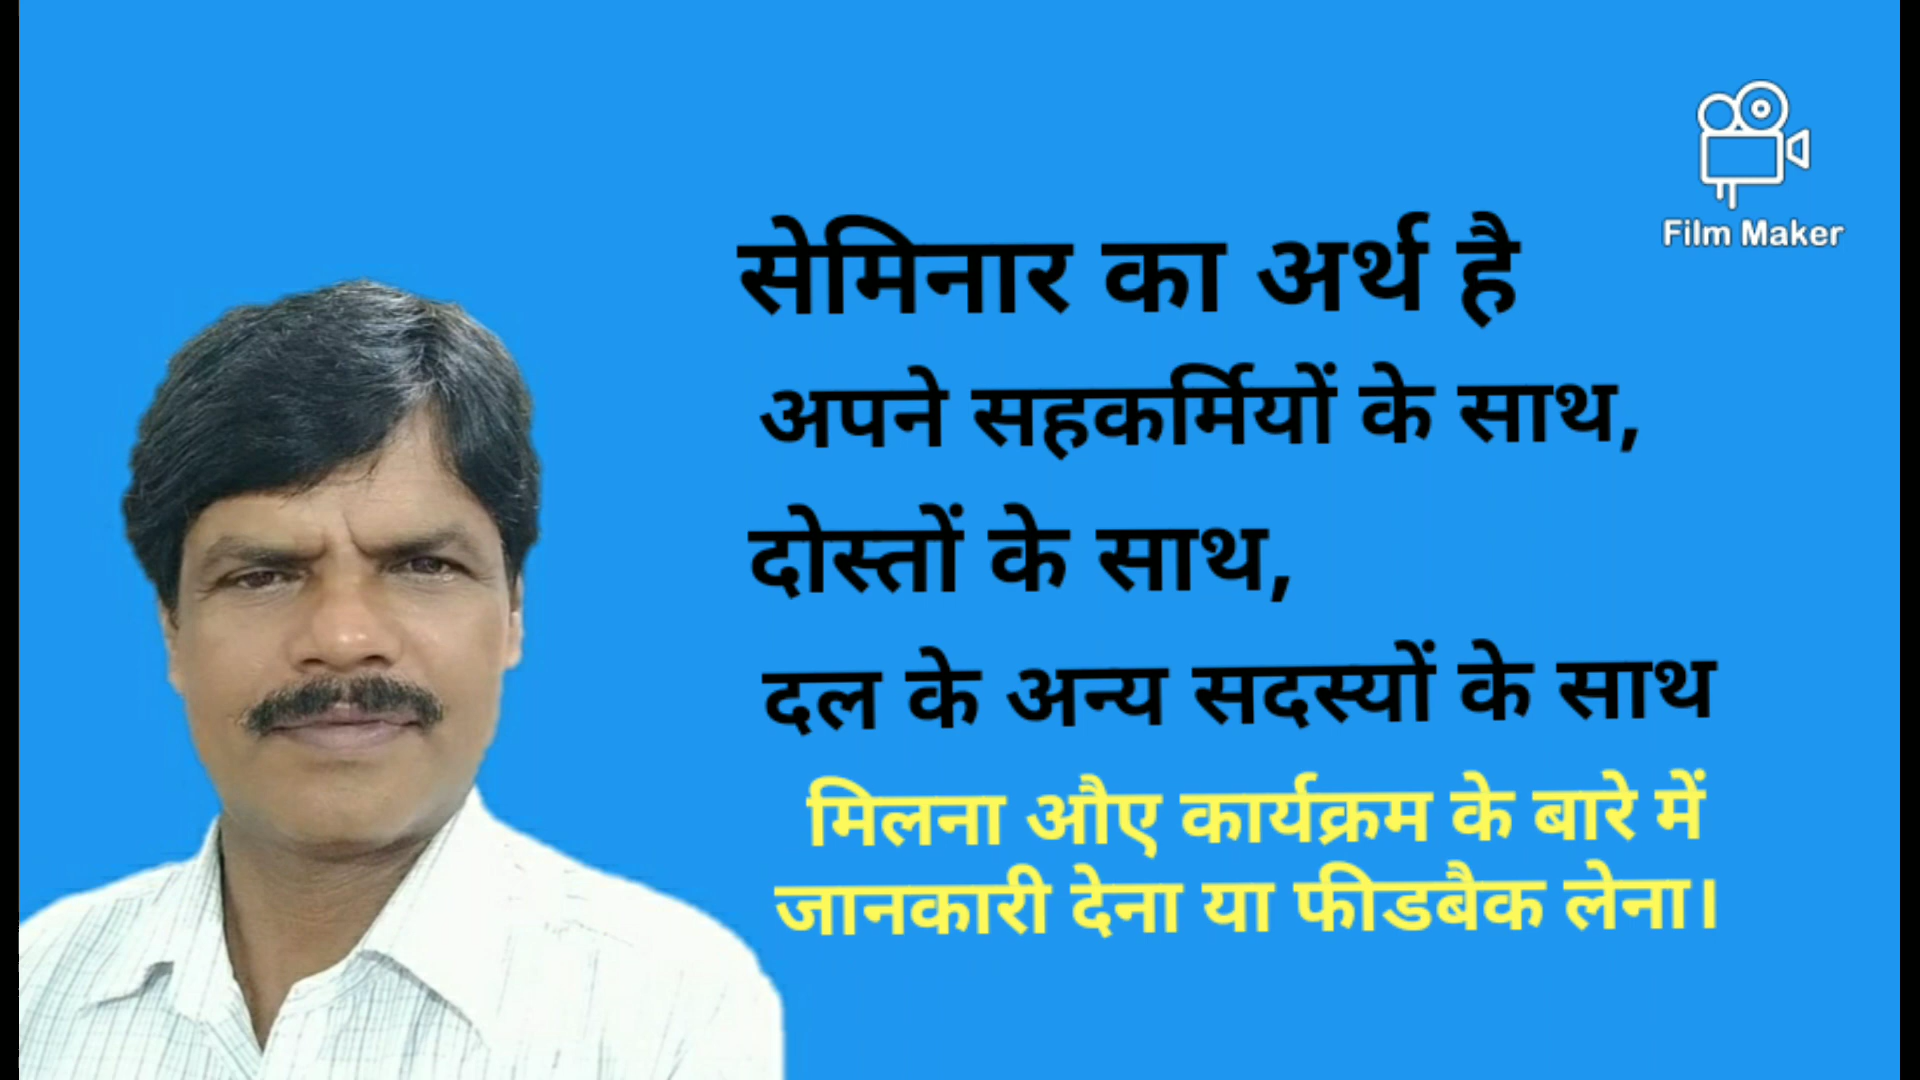 Film Maker
सेमिनार का अर्थ है
अपने सहकर्मियों के साथ,
दोस्तों के साथ,
दल के अन्य सदस्यों के साथ
मिलना औए कार्यक्रम के बारे में
जानकारी देना या फीडबैक लेना।